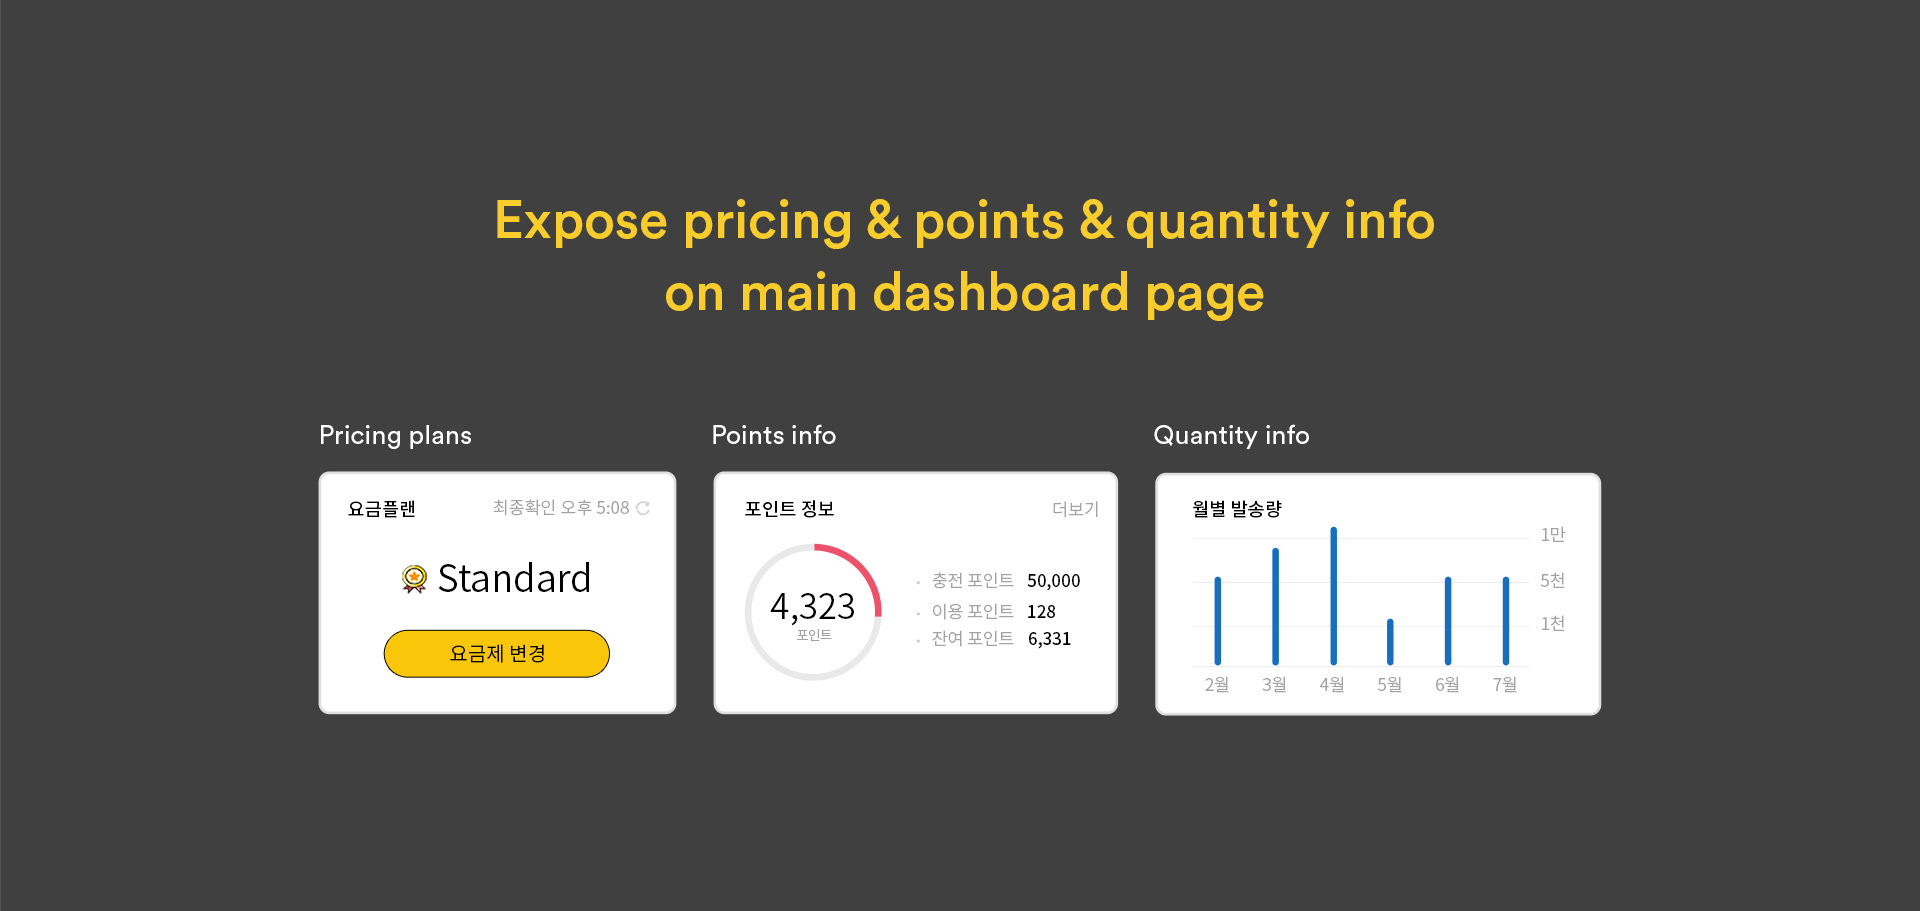 Expose pricing & points & quantity info
on main dashboard page
Pricing plans
요금플랜
최종확인 오후 5:08
Standard
요금제 변경
Points info
포인트 정보
더보기
4,323
포인트
충전 포인트 50,000
이용 포인트 128
잔여 포인트 6,331
Quantity info
월별 발송량
1만
5천
1천
2월 3월 4월 5월 6월 7월